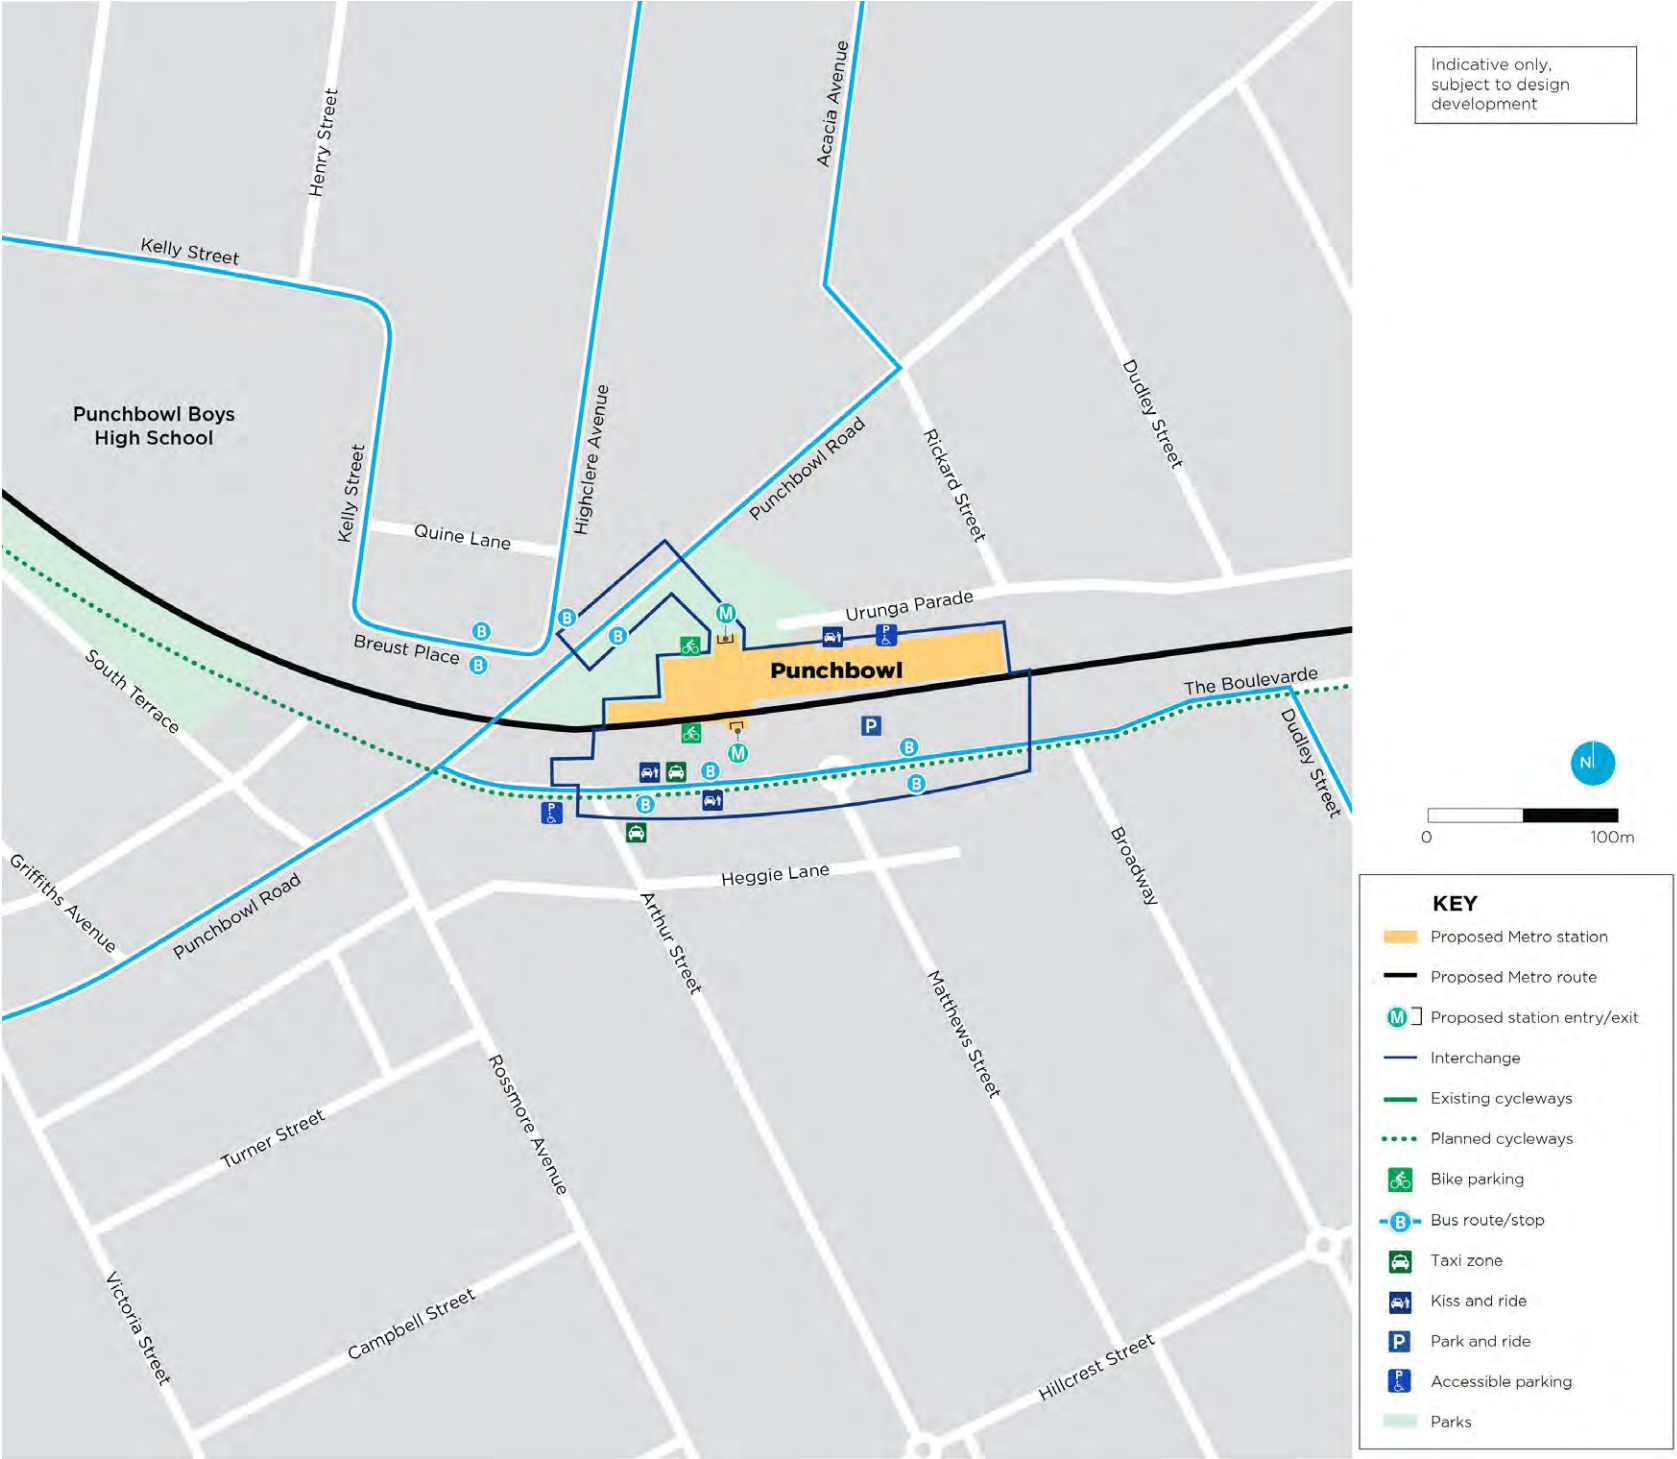 Indicative only,
subject to design
development
Acacia Avenue
Henry Street
Kelly Street
Punchbowl Boys
High School
Dudley Street
Highclere Avenue
Punchbowl Road
Rickard Street
Kelly Street
Quine Lane
B
B
B
B
M
Urunga Parade
P
Breust Place
Punchbowl
South Terrace
The Boulevarde
P
M
B
B
B
B
P
Dudley Street
N
0
100m
Griffiths Avenue
Punchbowl Road
Heggie Lane
Arthur Street
Broadway
Matthews Street
Rossmore Avenue
Turner Street
Victoria Street
Campbell Street
Hillcrest Street
KEY
Proposed Metro station
Proposed Metro route
M Proposed station entry/exit
Interchange
Existing cycleways
Planned cycleways
Bike parking
B Bus route/stop
Taxi zone
Kiss and ride
P Park and ride
P Accessible parking
Parks